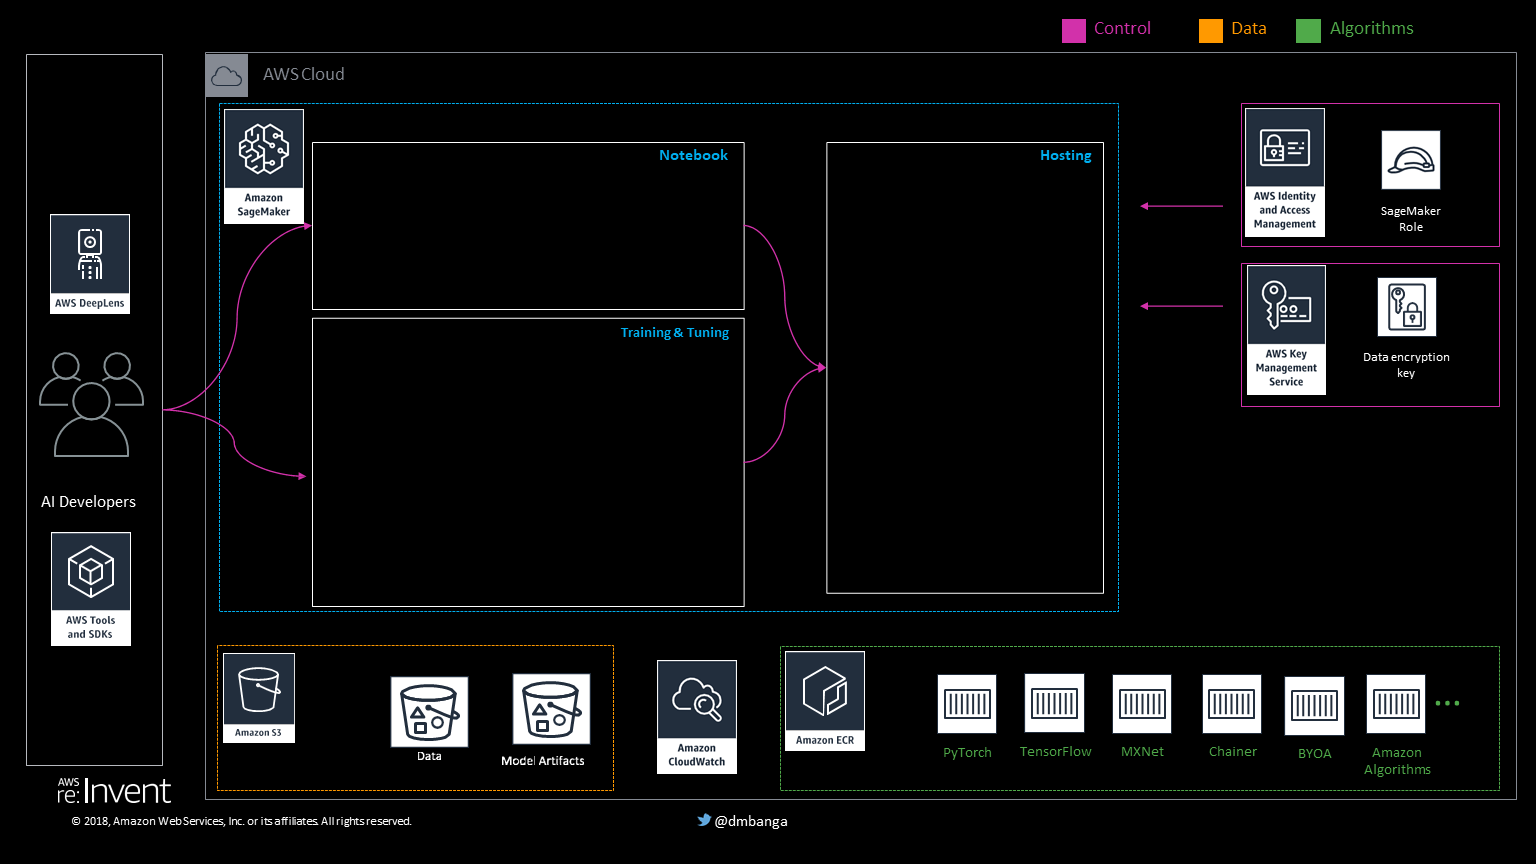 Control
Data
Algorithms
AWS Cloud
Amazon
SageMaker
Notebook
Training & Tuning
Hosting
AWS Identity
and Access
Management
SageMaker
Role
AWS Key
Management
Service
Data encryption
key
AWS DeepLens
AI Developers
AWS Tools
and SDKs
Amazon S3
Data
Model Artifacts
Amazon
CloudWatch
Amazon ECR
PyTorch
TensorFlow
MXNet
Chainer
BYOA
Amazon
Algorithms
...
AWS
re:Invent
© 2018, Amazon Web Services, Inc. or its affiliates. All rights reserved.
@dmbanga